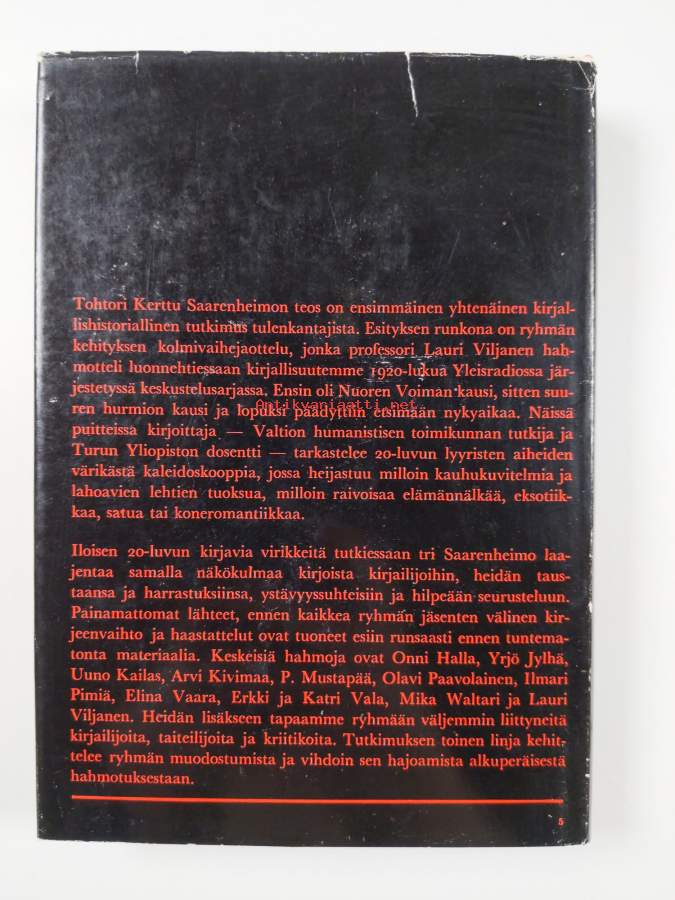 Tohtori Kerttu Saarenheimon teos on ensimmäinen yhtenäinen kirjal-
lishistoriallinen tutkimus tulenkantajista. Esityksen runkona on ryhmän
kehityksen kolmivaihejaottelu, jonka professori Lauri Viljanen hah-
motteli luonnehtiessaan kirjallisuutemme 1920-lukua Yleisradiossa jär-
jestetyssä keskustelusarjassa. Ensin oli Nuoren Voiman kausi, sitten suu-
ren hurmion kausi ja lopuksi päädyttiin etsimään nykyaikaa. Näissä
Antikvariaatti.net
puitteissa kirjoittaja — Valtion humanistisen toimikunnan tutkija ja
Turun Yliopiston dosentti — tarkastelee 20-luvun lyyristen aiheiden
värikästä kaleidoskooppia, jossa heijastuu milloin kauhukuvitelmia ja
lahoavien lehtien tuoksua, milloin raivoisaa elämännälkää, eksotiik-
kaa, satua tai koneromantiikkaa.
Iloisen 20-luvun kirjavia virikkeitä tutkiessaan tri Saarenheimo laa-
jentaa samalla näkökulmaa kirjoista kirjailijoihin, heidän taus-
taansa ja harrastuksiinsa, ystävyyssuhteisiin ja hilpeään seurusteluun.
Painamattomat lähteet, ennen kaikkea ryhmän jäsenten välinen kir-
jeenvaihto ja haastattelut ovat tuoneet esiin runsaasti ennen tuntema-
tonta materiaalia. Keskeisiä hahmoja ovat Onni Halla, Yrjö Jylhä,
Uuno Kailas, Arvi Kivimaa, P. Mustapää, Olavi Paavolainen, Ilmari
Pimiä, Elina Vaara, Erkki ja Katri Vala, Mika Waltari ja Lauri
Viljanen. Heidän lisäkseen tapaamme ryhmään väljemmin liittyneitä
kirjailijoita, taiteilijoita ja kriitikoita. Tutkimuksen toinen linja kehit-
telee ryhmän muodostumista ja vihdoin sen hajoamista alkuperäisestä
hahmotuksestaan.
5